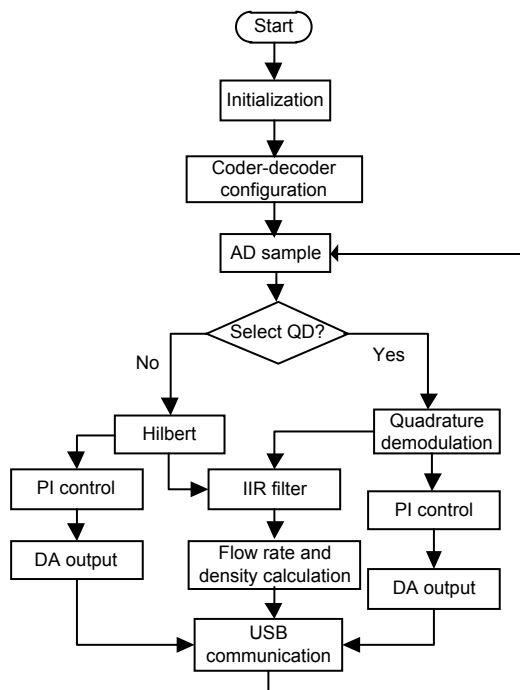 Start
Initialization
Coder-decoder
configuration
AD sample
Select QD?
No
Yes
Hilbert
Quadrature
demodulation
PI control
IIR filter
PI control
DA output
Flow rate and
density calculation
DA output
USB
communication